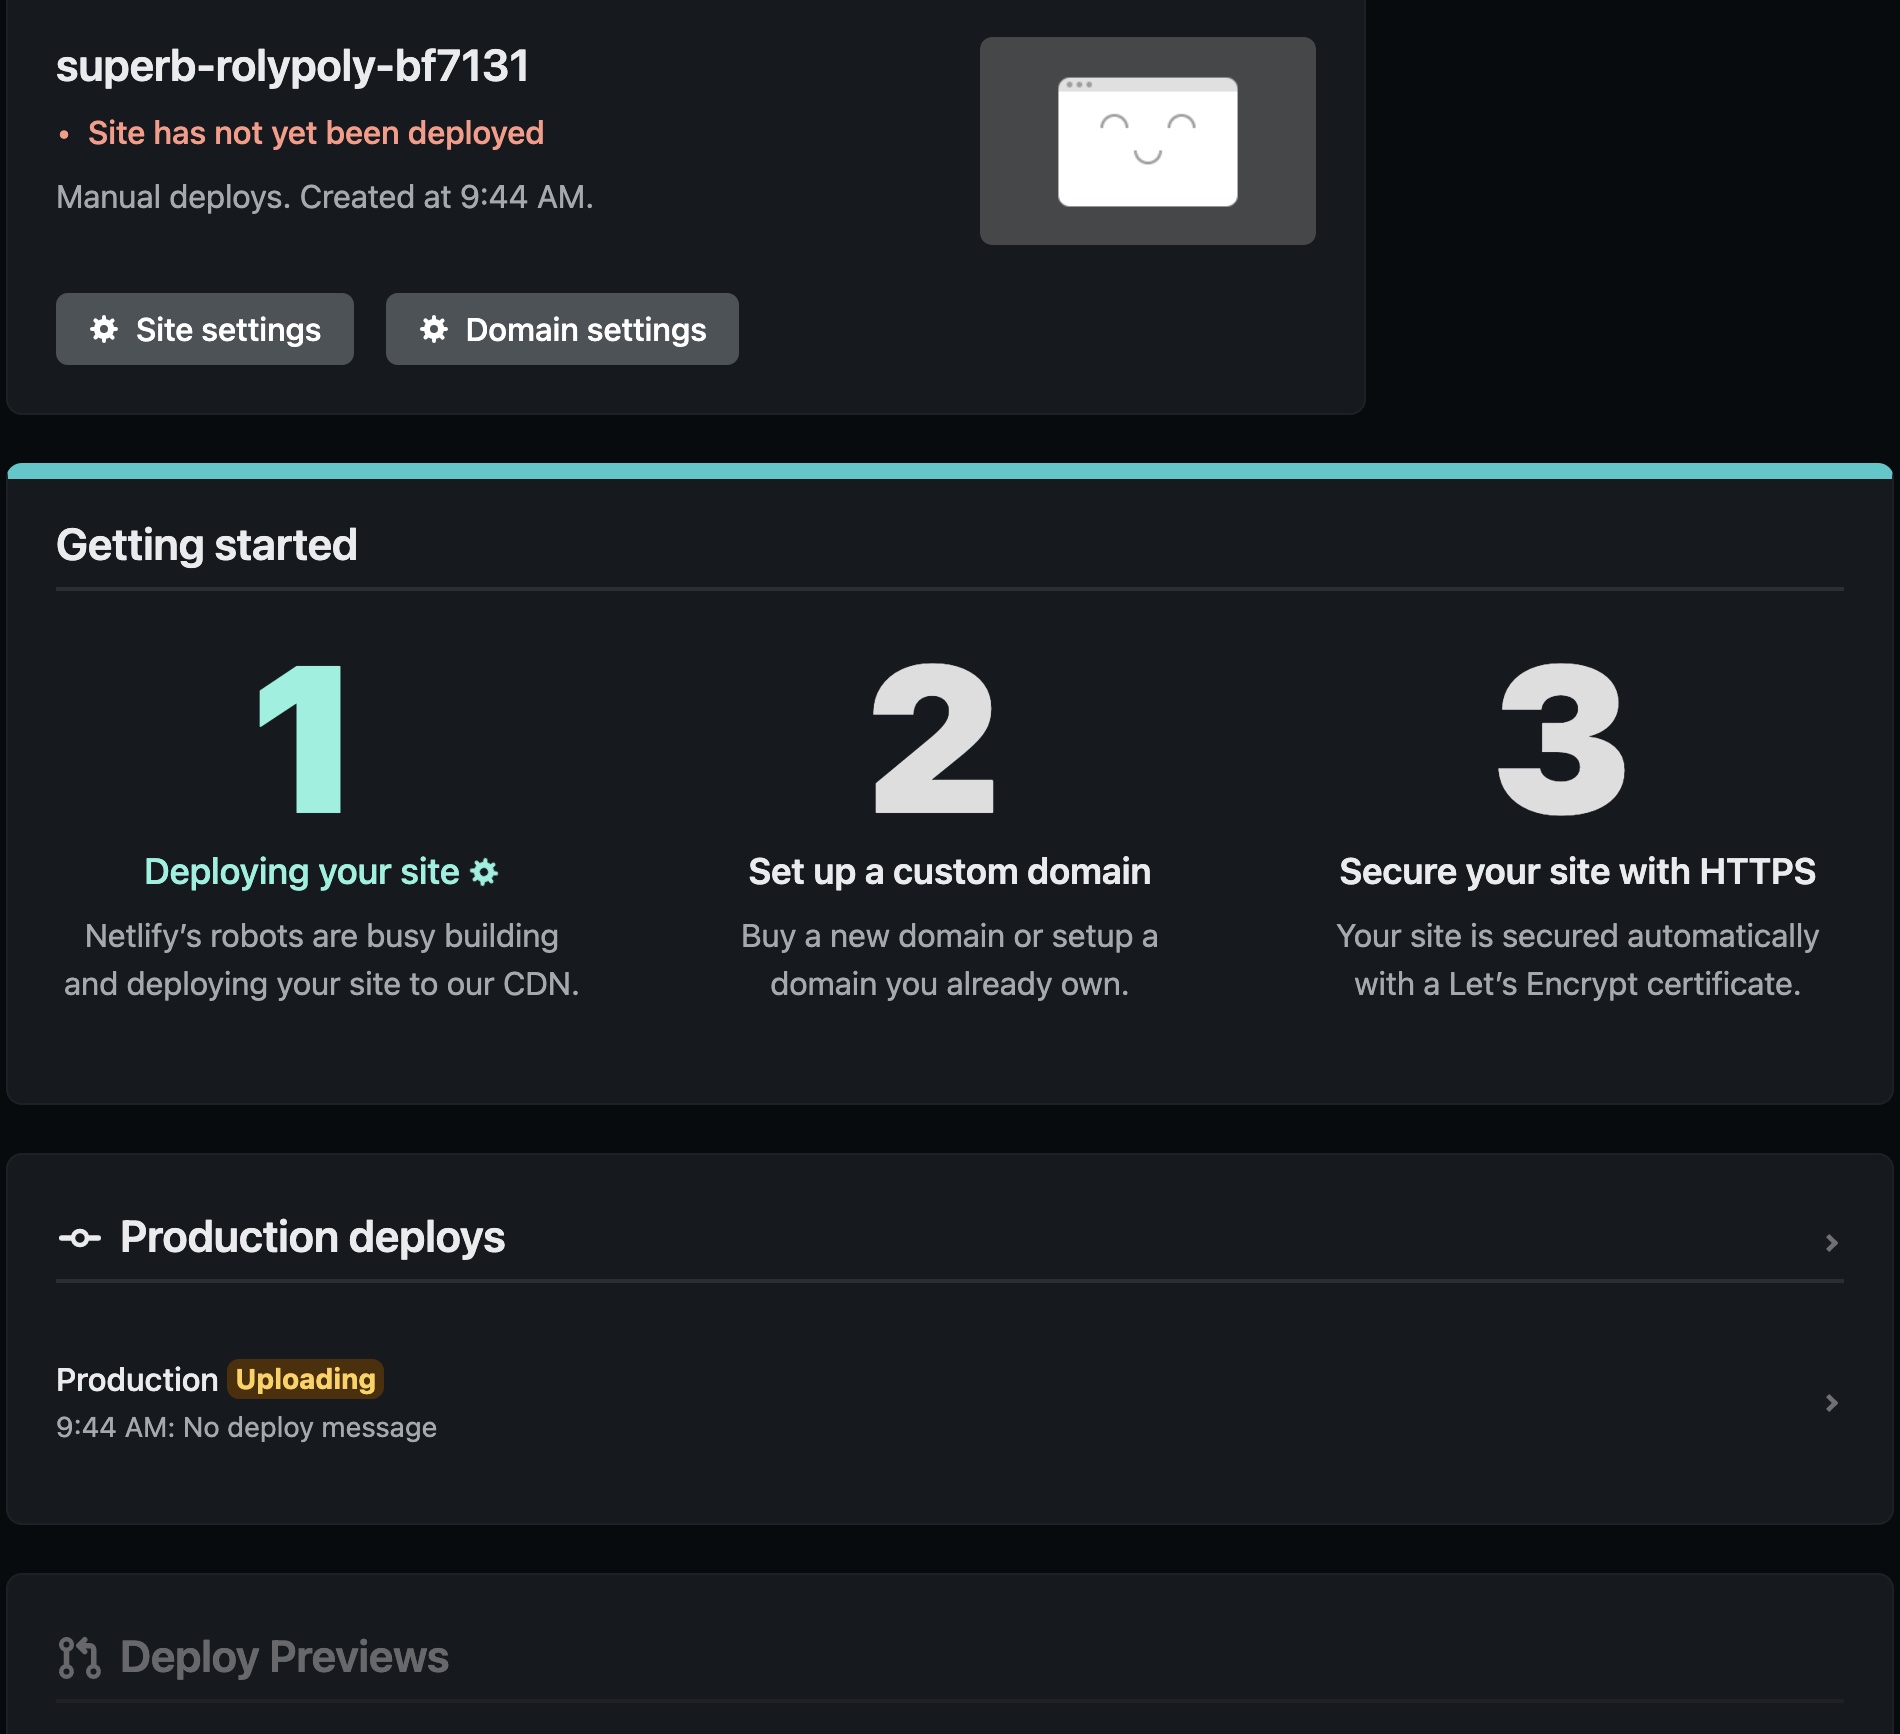 superb-rolypoly-bf7131
• Site has not yet been deployed
Manual deploys. Created at 9:44 AM.
Site settings
Domain settings
Getting started
1
Deploying your site
Netlify’s robots are busy building
and deploying your site to our CDN.
2
Set up a custom domain
Buy a new domain or setup a
domain you already own.
3
Secure your site with HTTPS
Your site is secured automatically
with a Let’s Encrypt certificate.
Production deploys
Production Uploading
9:44 AM: No deploy message
Deploy Previews